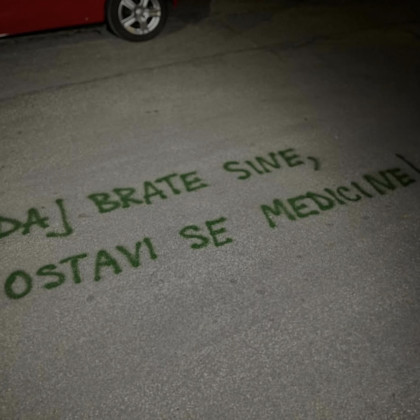 DAJ BRATE SINE,
OSTAVI SE MEDICINE!